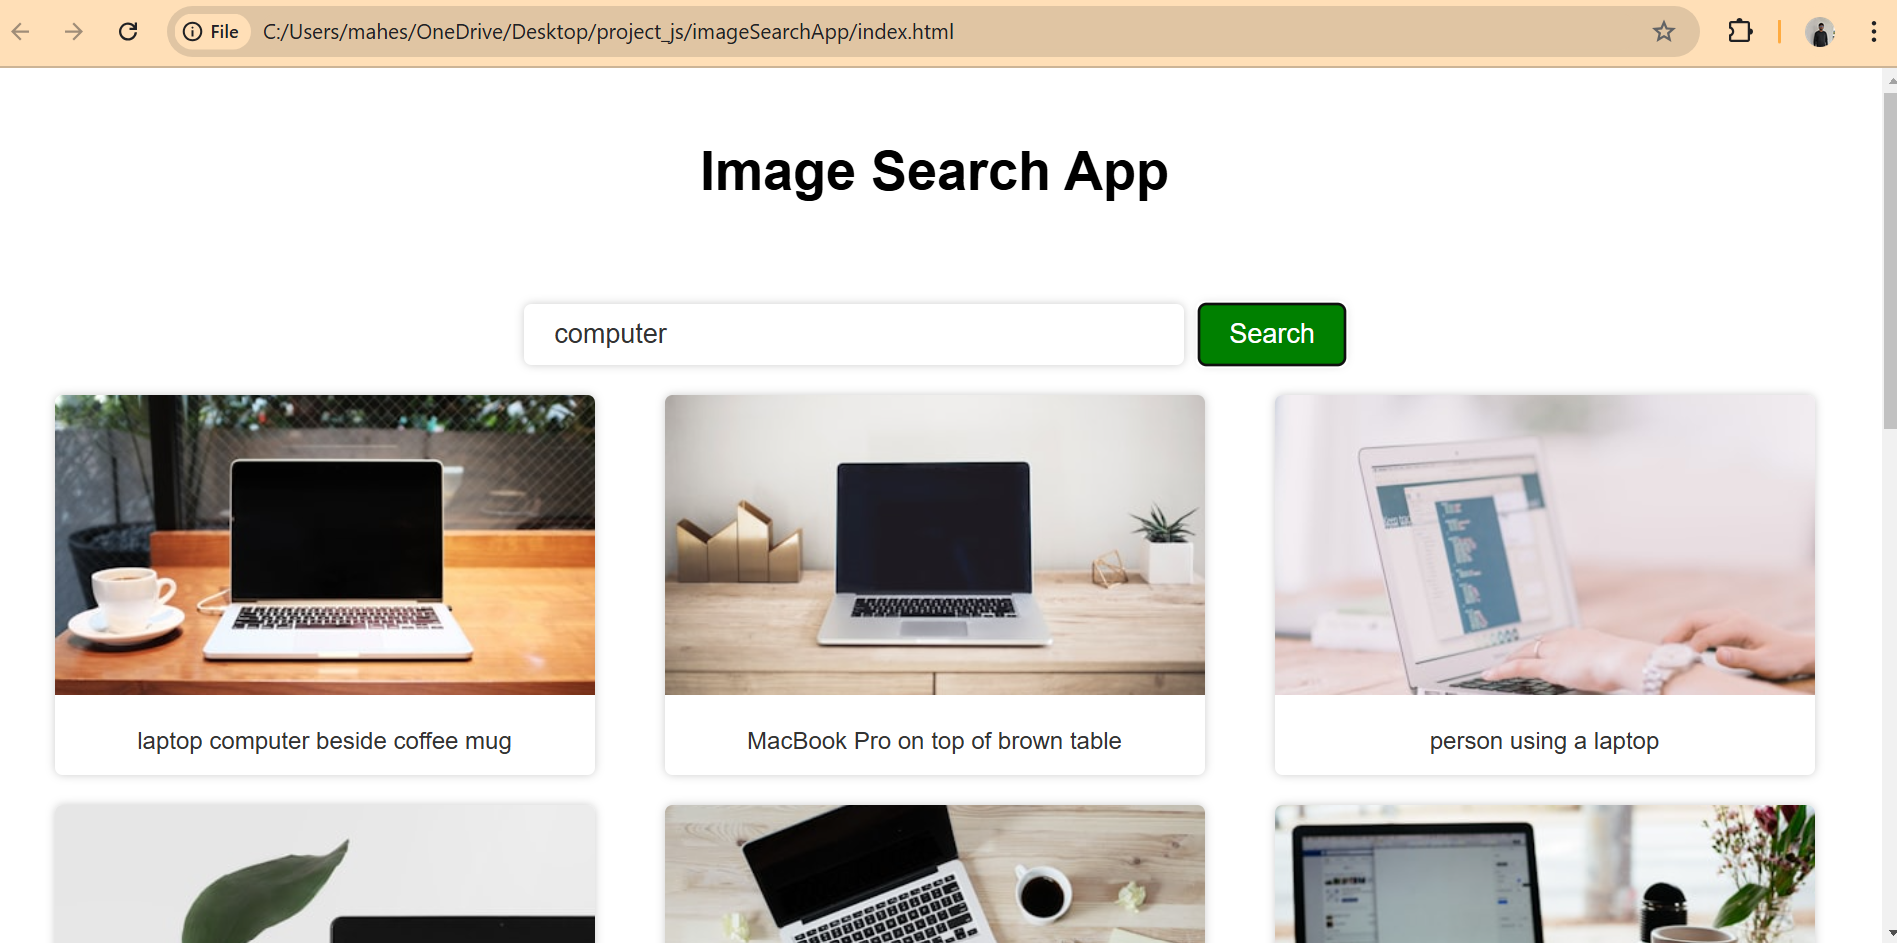 File C:/Users/mahes/OneDrive/Desktop/project_js/imageSearchApp/index.html
Image Search App
computer Search
laptop computer beside coffee mug
MacBook Pro on top of brown table
person using a laptop